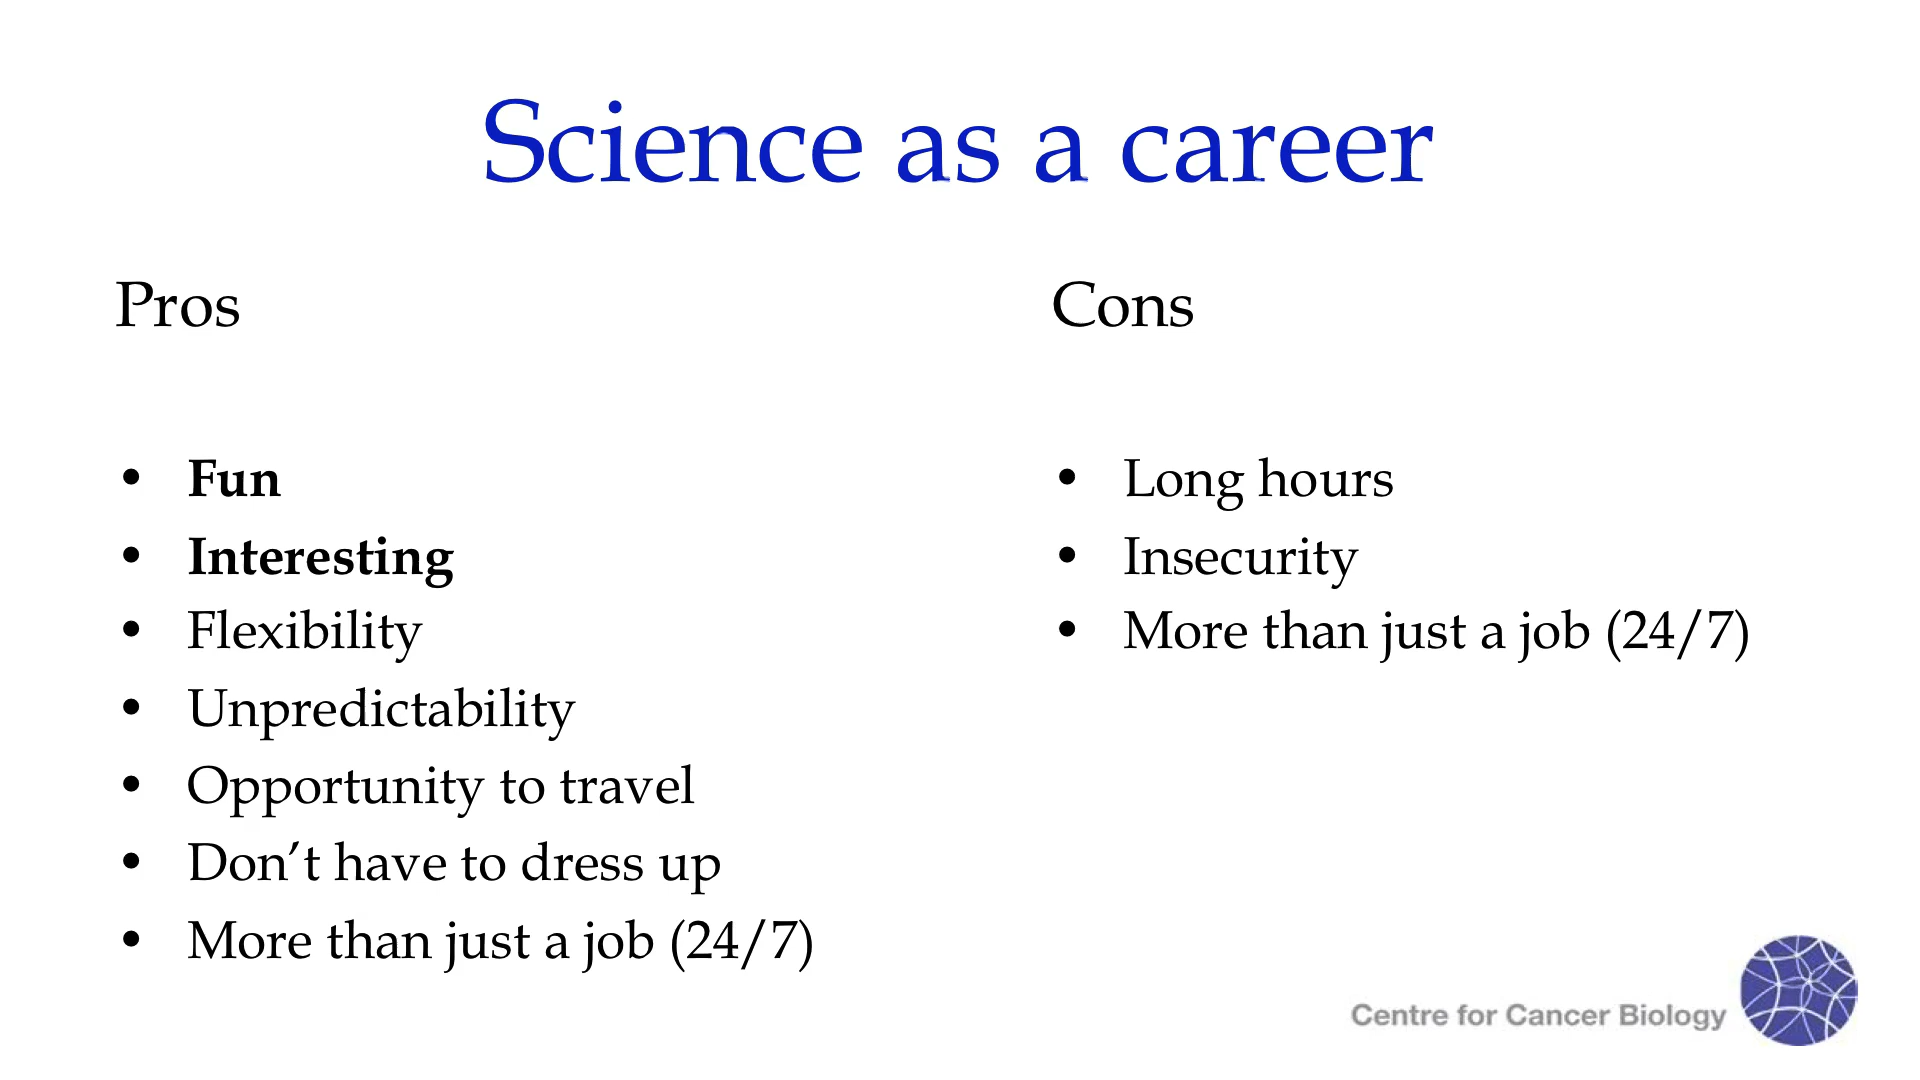 Science as a career
Pros
• Fun
• Interesting
• Flexibility
• Unpredictability
• Opportunity to travel
• Don’t have to dress up
• More than just a job (24/7)
Cons
• Long hours
• Insecurity
• More than just a job (24/7)
Centre for Cancer Biology